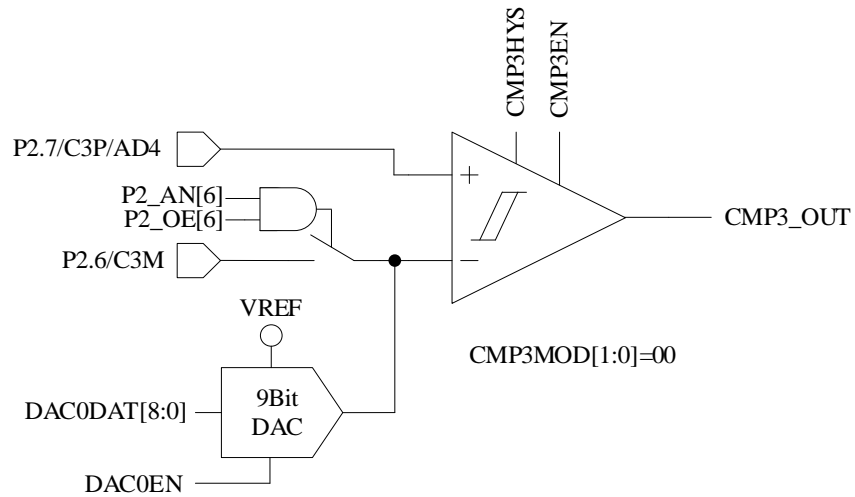 CMP3HYS
CMP3EN
P2.7/C3P/AD4
+
P2_AN[6]
P2_OE[6]
CMP3_OUT
P2.6/C3M
−
VREF
CMP3MOD[1:0]=00
9Bit
DAC
DAC0DAT[8:0]
DAC0EN